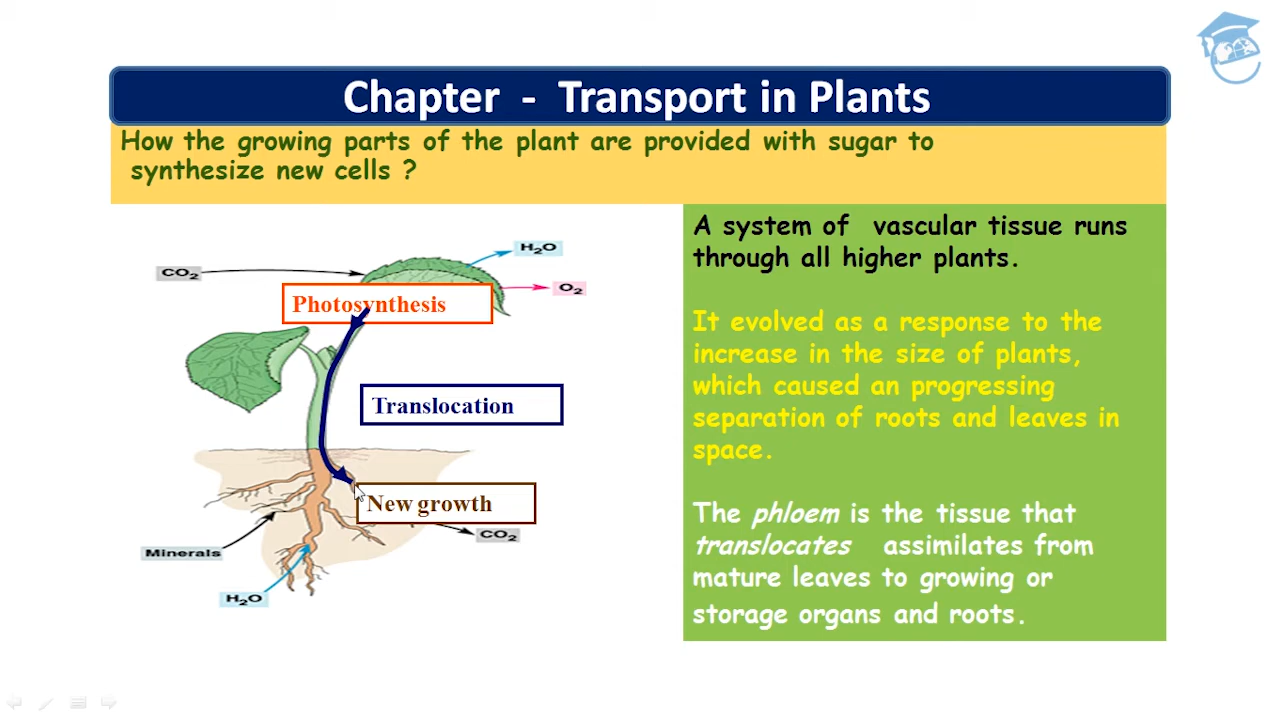 Chapter - Transport in Plants
How the growing parts of the plant are provided with sugar to
synthesize new cells ?
H₂O
CO₂
O₂
Photosynthesis
Translocation
New growth
CO₂
Minerals
H₂O
A system of vascular tissue runs
through all higher plants.
It evolved as a response to the
increase in the size of plants,
which caused an progressing
separation of roots and leaves in
space.
The phloem is the tissue that
translocates assimilates from
mature leaves to growing or
storage organs and roots.